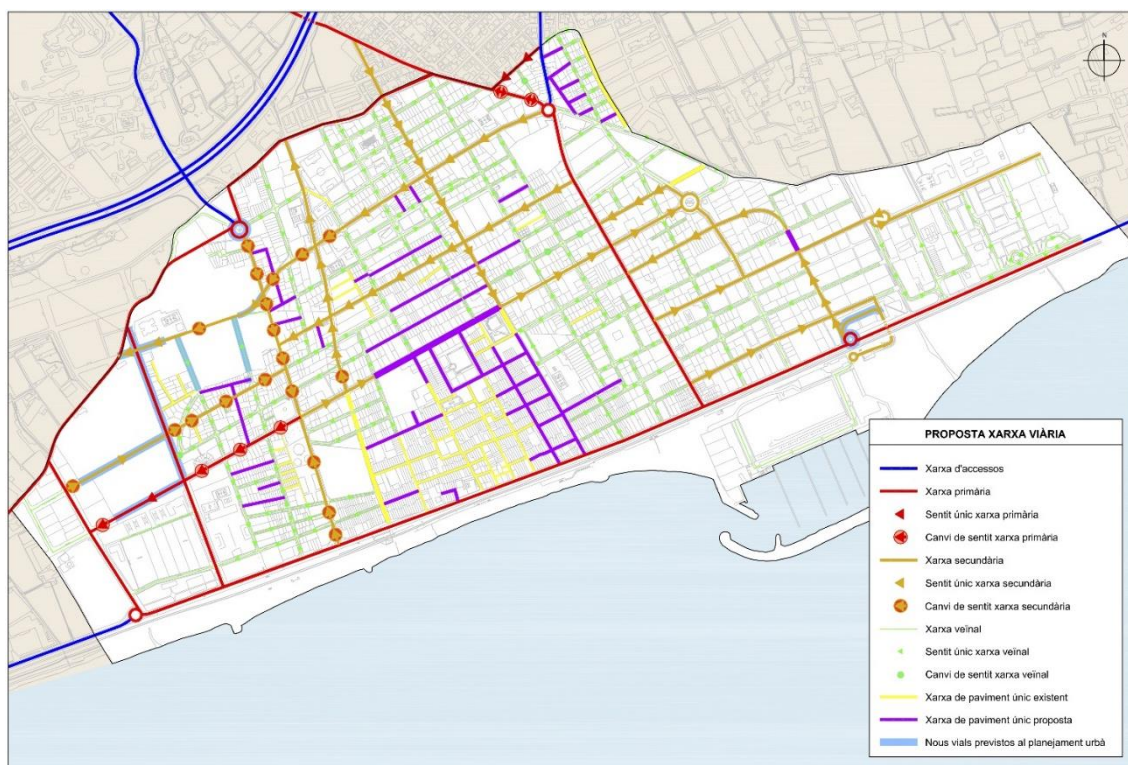 N
PROPOSTA XARXA VIÀRIA
Xarxa d'accessos
Xarxa primària
Sentit únic xarxa primària
Canvi de sentit xarxa primària
Xarxa secundària
Sentit únic xarxa secundària
Canvi de sentit xarxa secundària
Xarxa veïnal
Sentit únic xarxa veïnal
Canvi de sentit xarxa veïnal
Xarxa de paviment únic existent
Xarxa de paviment únic proposta
Nous vials previstos al planejament urbà